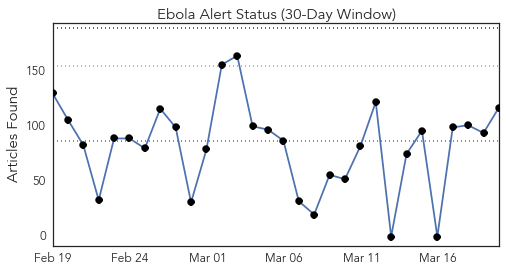 Ebola Alert Status (30-Day Window)
Articles Found
150
100
50
0
Feb 19 Feb 24 Mar 01 Mar 06 Mar 11 Mar 16